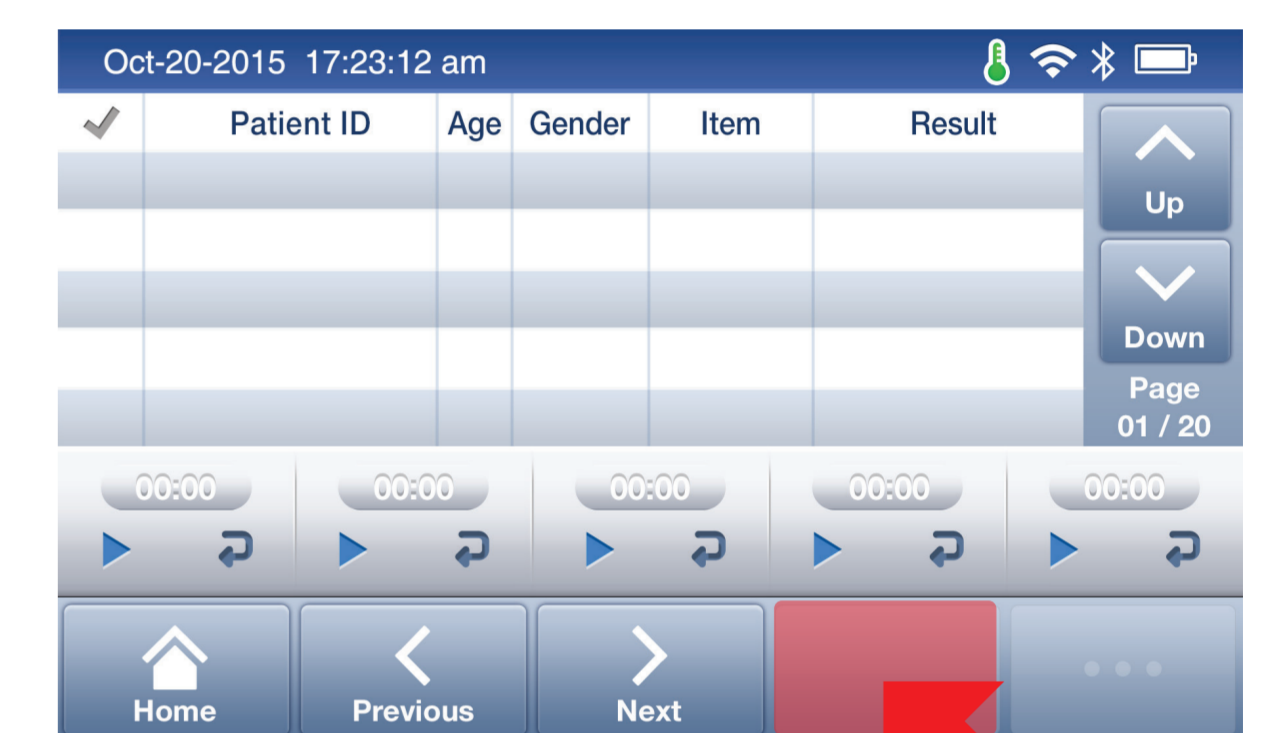 Oct-20-2015 17:23:12 am
Patient ID Age Gender Item Result
Up
Down
Page
01 / 20
00:00 00:00 00:00 00:00 00:00
Home Previous Next